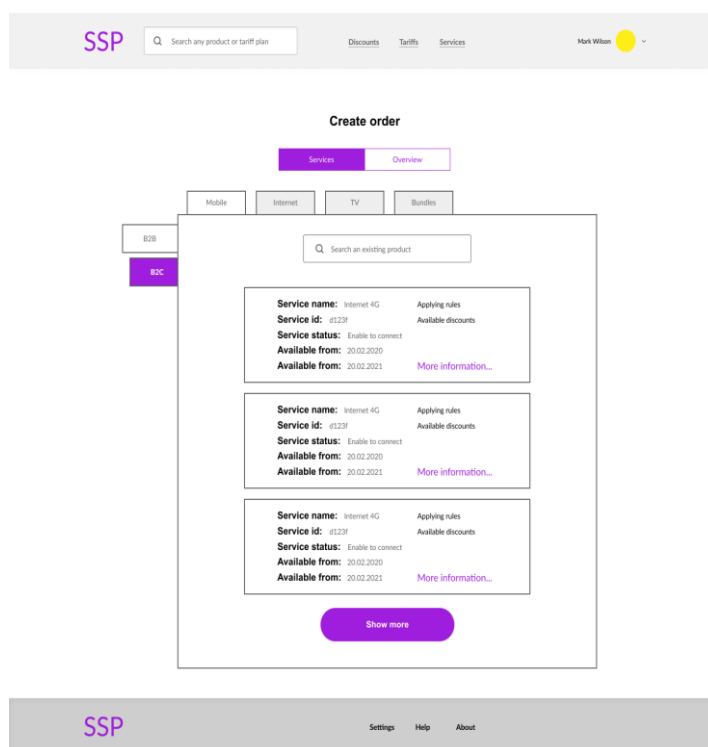 SSP
Search any product or tariff plan
Discounts Tariffs Services
Mark Wilson
Create order
Services Overview
Mobile Internet TV Bundles
B2B
B2C
Search an existing product
Service name: Internet 4G Applying rules
Service id: d123f Available discounts
Service status: Enable to connect
Available from: 20.02.2020
Available from: 20.02.2021 More information...
Service name: Internet 4G Applying rules
Service id: d123f Available discounts
Service status: Enable to connect
Available from: 20.02.2020
Available from: 20.02.2021 More information...
Service name: Internet 4G Applying rules
Service id: d123f Available discounts
Service status: Enable to connect
Available from: 20.02.2020
Available from: 20.02.2021 More information...
Show more
SSP
Settings Help About